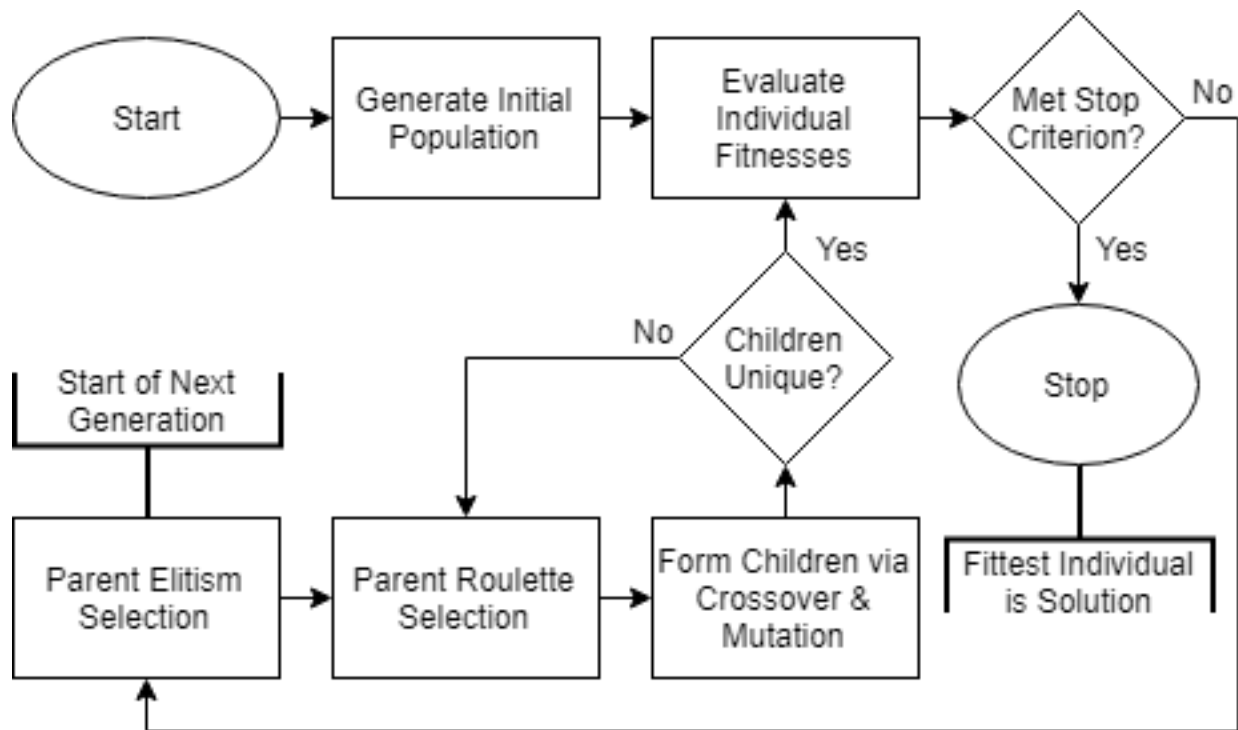 Start
Generate Initial
Population
Evaluate
Individual
Fitnesses
Met Stop
Criterion?
No
Yes
Yes
Children
Unique?
No
Stop
Start of Next
Generation
Parent Elitism
Selection
Parent Roulette
Selection
Form Children via
Crossover &
Mutation
Fittest Individual
is Solution